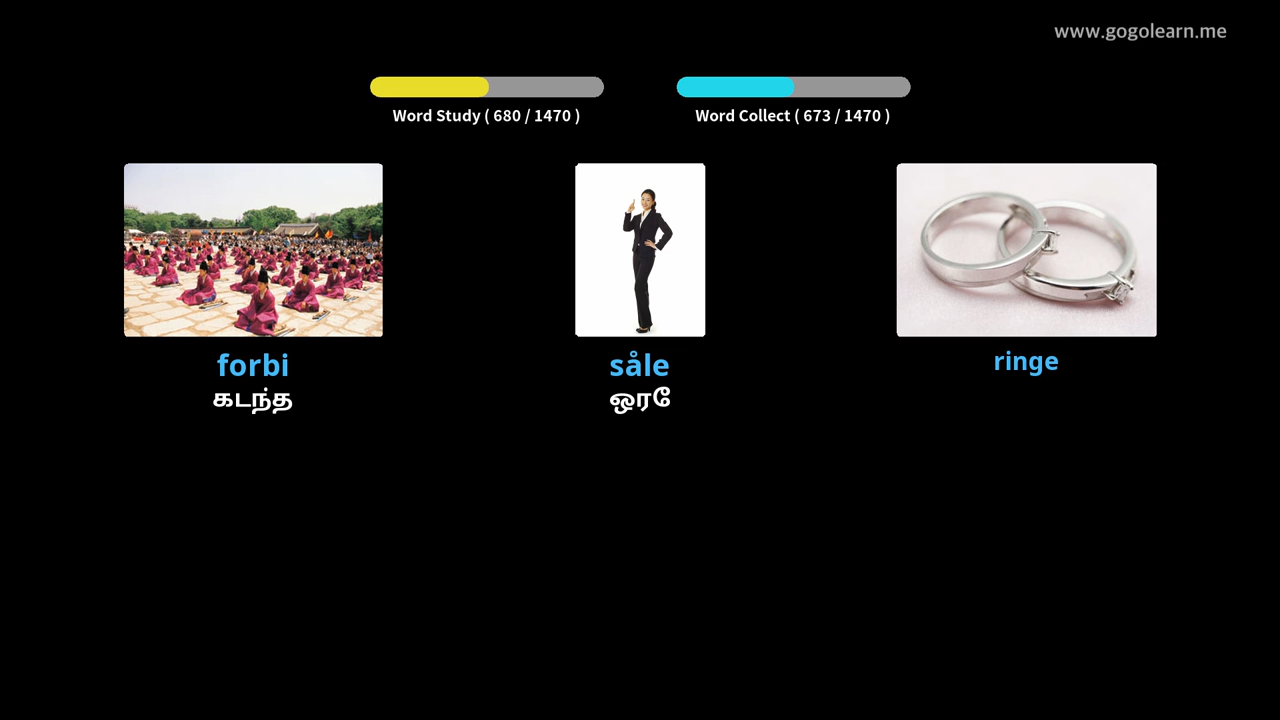 www.gogolearn.me
Word Study ( 680 / 1470 )
Word Collect ( 673 / 1470 )
forbi
கடந்த
såle
ஒரே
ringe